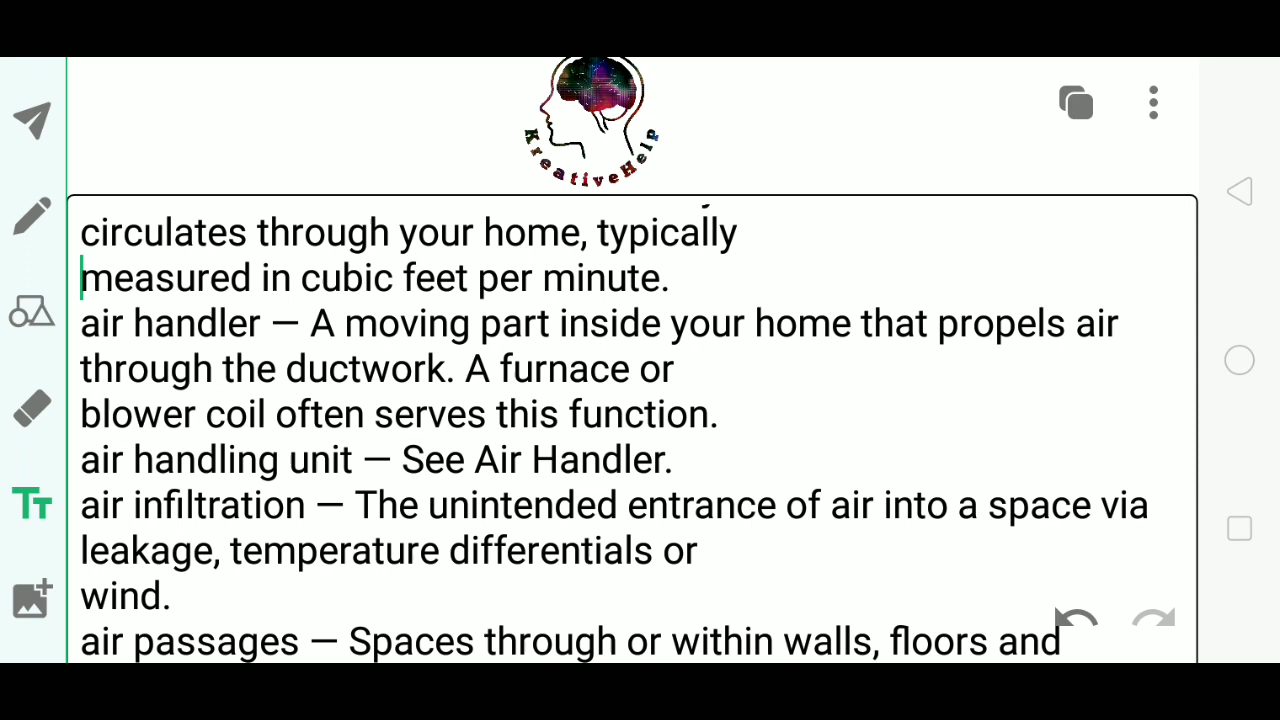 KreativeHelp
circulates through your home, typically
measured in cubic feet per minute.
air handler — A moving part inside your home that propels air
through the ductwork. A furnace or
blower coil often serves this function.
air handling unit — See Air Handler.
air infiltration — The unintended entrance of air into a space via
leakage, temperature differentials or
wind.
air passages — Spaces through or within walls, floors and
Tт